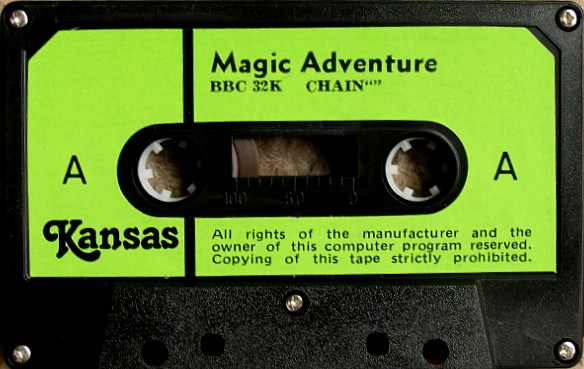 Magic Adventure
BBC 32K CHAIN“”
A
A
100 50 0
Kansas
All rights of the manufacturer and the
owner of this computer program reserved.
Copying of this tape strictly prohibited.